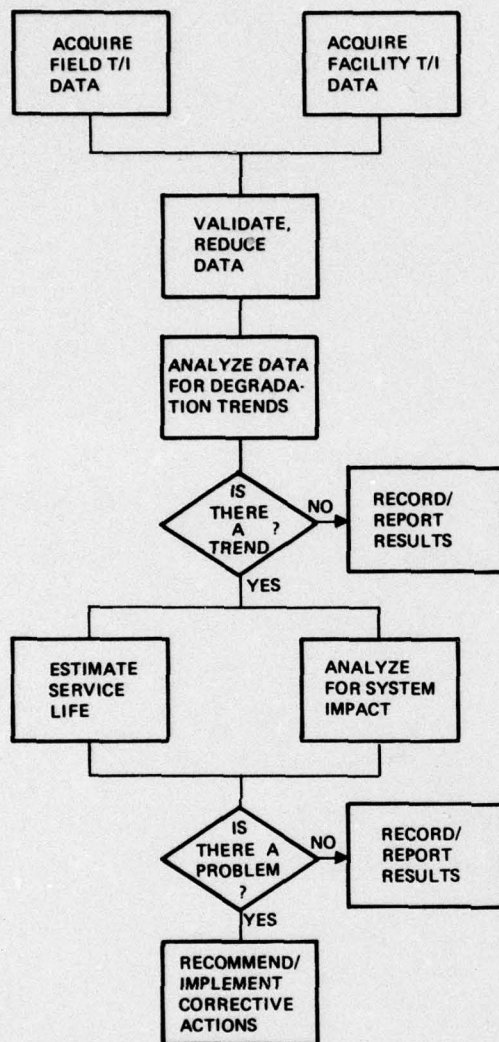 ACQUIRE
FIELD T/I
DATA
ACQUIRE
FACILITY T/I
DATA
VALIDATE,
REDUCE
DATA
ANALYZE DATA
FOR DEGRADA-
TION TRENDS
IS
THERE
A ?
TREND
NO
RECORD/
REPORT
RESULTS
YES
ESTIMATE
SERVICE
LIFE
ANALYZE
FOR SYSTEM
IMPACT
IS
THERE A
PROBLEM
?
NO
RECORD/
REPORT
RESULTS
YES
RECOMMEND/
IMPLEMENT
CORRECTIVE
ACTIONS